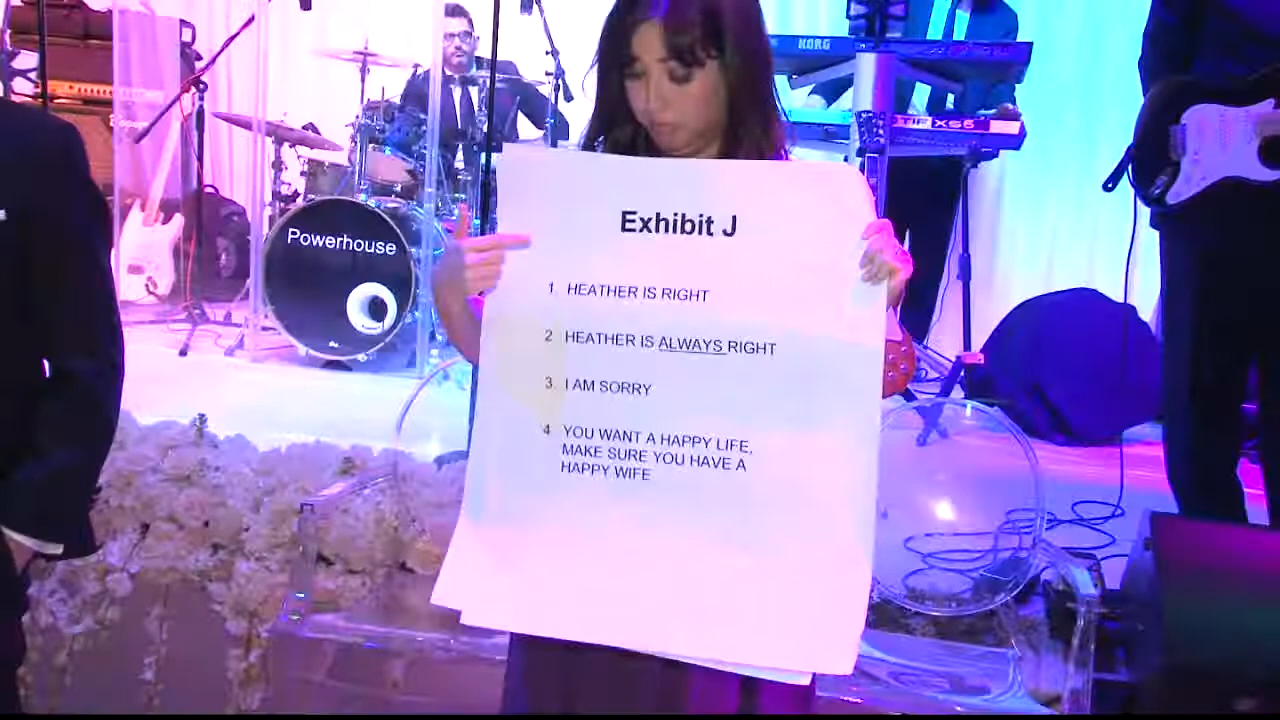 KORG
XS6
Powerhouse
Exhibit J
1. HEATHER IS RIGHT
2 HEATHER IS ALWAYS RIGHT
3. I AM SORRY
4 YOU WANT A HAPPY LIFE,
MAKE SURE YOU HAVE A
HAPPY WIFE